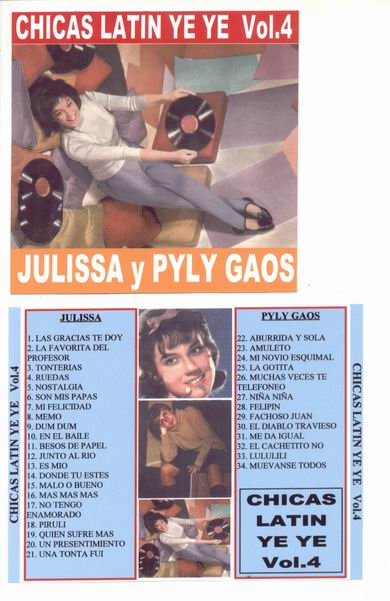 CHICAS LATIN YE YE Vol.4
JULISSA y PYLY GAOS
CHICAS LATIN YE YE Vol.4
JULISSA
1. LAS GRACIAS TE DOY
2. LA FAVORITA DEL
PROFESOR
3. TONTERIAS
4. RUEDAS
5. NOSTALGIA
6. SON MIS PAPAS
7. MI FELICIDAD
8. MEMO
9. DUM DUM
10. EN EL BAILE
11. BESOS DE PAPEL
12. JUNTO AL RIO
13. ES MIO
14. DONDE TU ESTES
15. MALO O BUENO
16. MAS MAS MAS
17. NO TENGO
ENAMORADO
18. PIRULI
19. QUIEN SUFRE MAS
20. UN PRESENTIMIENTO
21. UNA TONTA FUI
PYLY GAOS
22. ABURRIDA Y SOLA
23. AMULETO
24. MI NOVIO ESQUIMAL
25. LA GOTITA
26. MUCHAS VECES TE
TELEFONEO
27. NIÑA NIÑA
28. FELIPIN
29. FACHOSO JUAN
30. EL DIABLO TRAVIESO
31. ME DA IGUAL
32. EL CACHETITO NO
33. LULULILI
34. MUEVANSE TODOS
CHICAS
LATIN
YE YE
Vol.4
CHICAS LATIN YE YE Vol.4